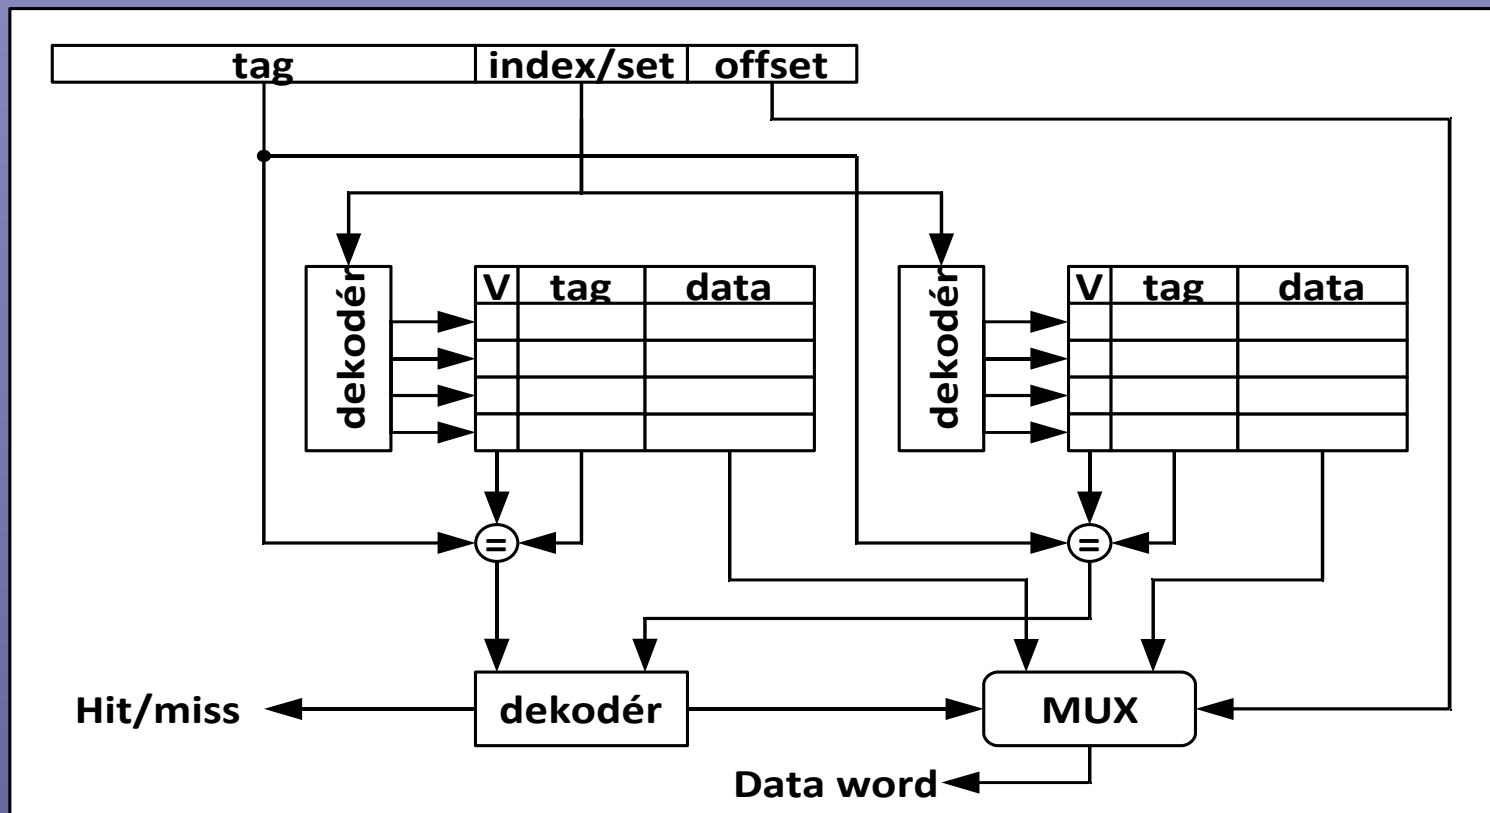 tag index/set offset
dekodér
V tag data
dekodér
V tag data
=
=
Hit/miss
dekodér
MUX
Data word